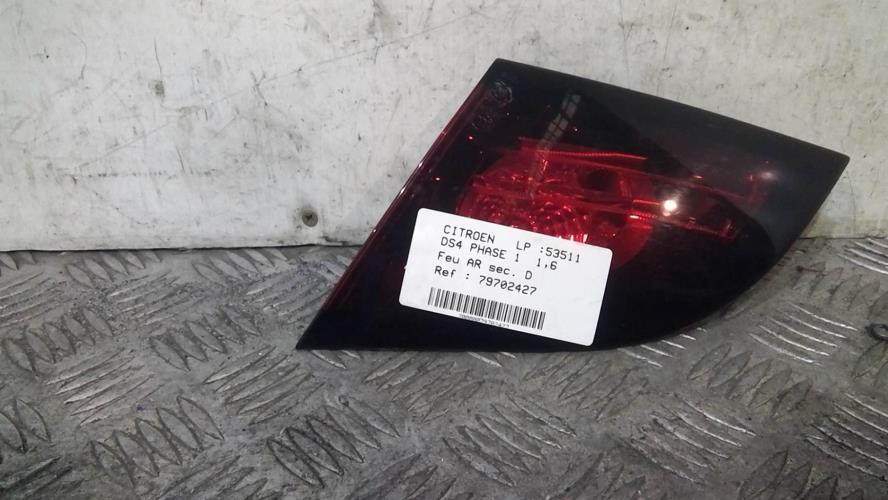 CITROEN LP :53511
DS4 PHASE 1 1,6
Feu AR sec. D
Ref : 79702427